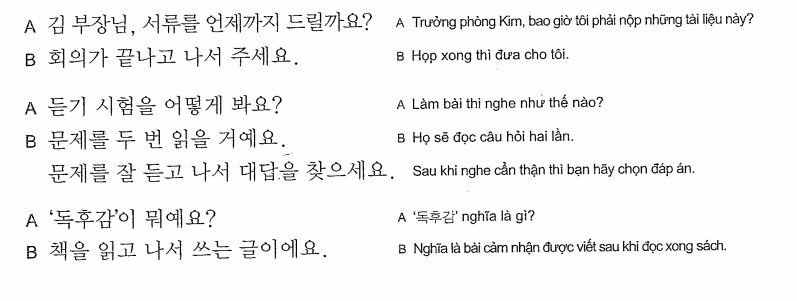 A 김 부장님, 서류를 언제까지 드릴까요? A Trưởng phòng Kim, bao giờ tôi phải nộp những tài liệu này?
B 회의가 끝나고 나서 주세요. B Họp xong thì đưa cho tôi.
A 듣기 시험을 어떻게 봐요? A Làm bài thi nghe như thế nào?
B 문제를 두 번 읽을 거예요. B Họ sẽ đọc câu hỏi hai lần.
문제를 잘 듣고 나서 대답을 찾으세요. Sau khi nghe cẩn thận thì bạn hãy chọn đáp án.
A ‘독후감’이 뭐예요? A ‘독후감’ nghĩa là gì?
B 책을 읽고 나서 쓰는 글이에요. B Nghĩa là bài cảm nhận được viết sau khi đọc xong sách.